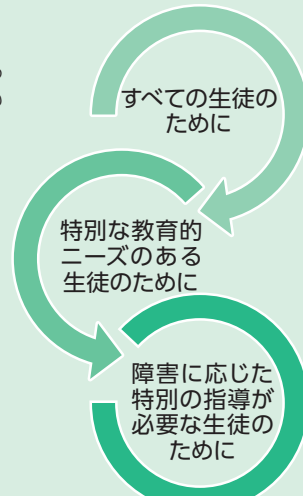 すべての生徒の
ために
特別な教育的
ニーズのある
生徒のために
障害に応じた
特別の指導が
必要な生徒の
ために